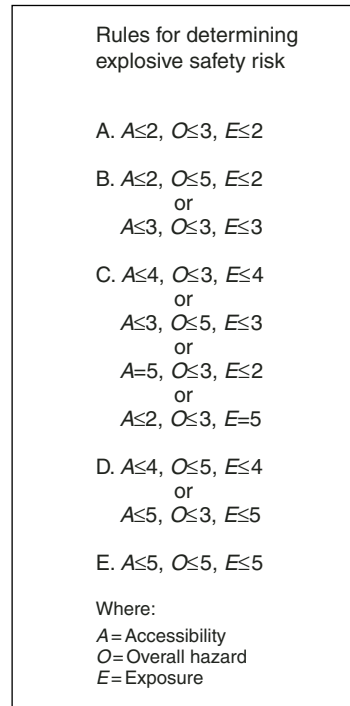 Rules for determining
explosive safety risk
A. A≤2, O≤3, E≤2
B. A≤2, O≤5, E≤2
or
A≤3, O≤3, E≤3
C. A≤4, O≤3, E≤4
or
A≤3, O≤5, E≤3
or
A=5, O≤3, E≤2
or
A≤2, O≤3, E=5
D. A≤4, O≤5, E≤4
or
A≤5, O≤3, E≤5
E. A≤5, O≤5, E≤5
Where:
A=Accessibility
O=Overall hazard
E=Exposure